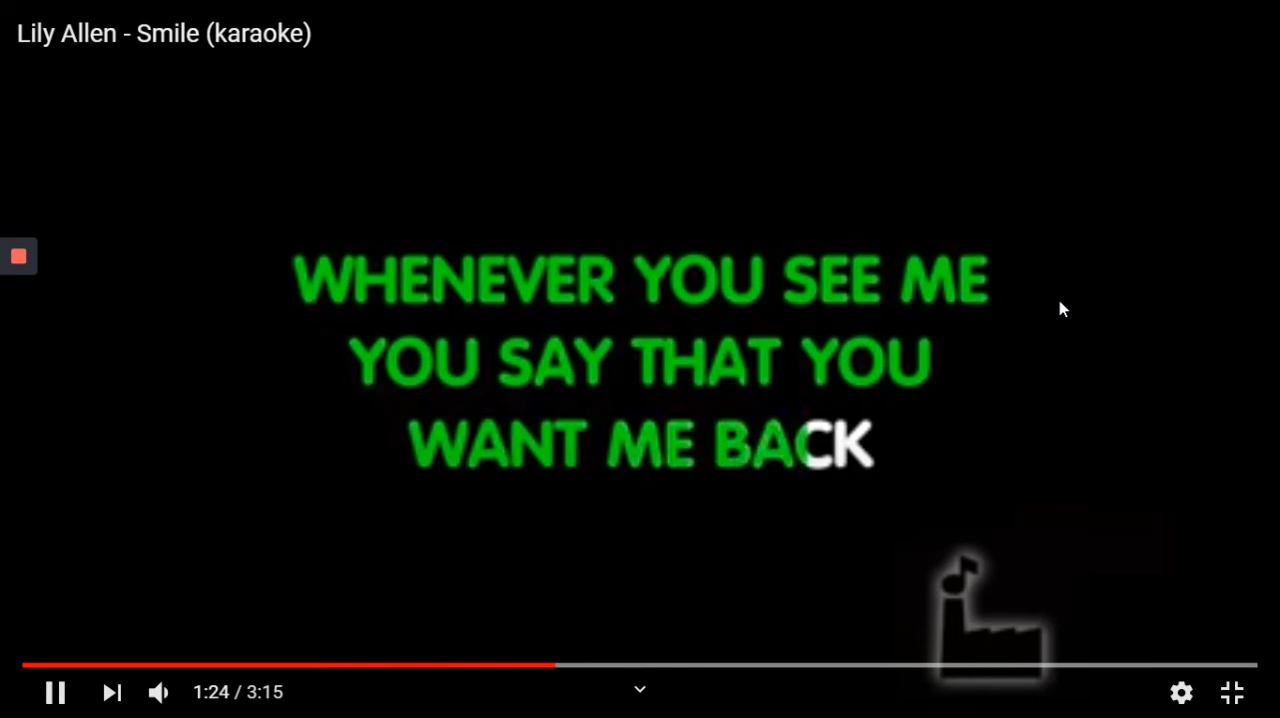 Lily Allen - Smile (karaoke)
WHENEVER YOU SEE ME
YOU SAY THAT YOU
WANT ME BACK
1:24 / 3:15